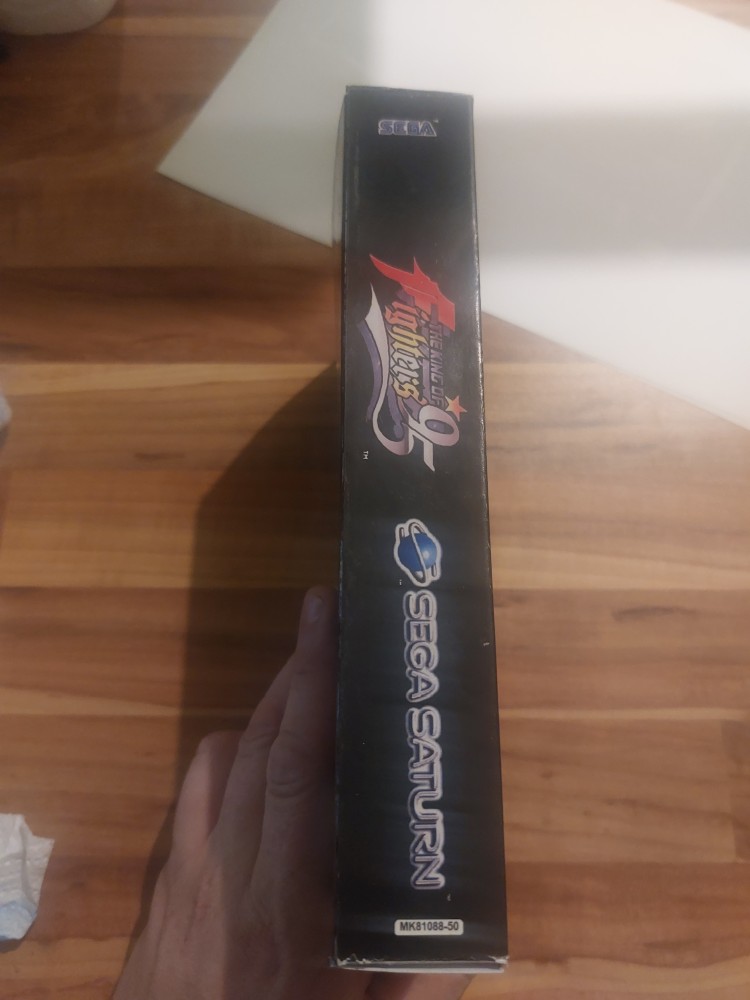 SEGA
THE KING OF
Fighters
'95
TM
SEGA SATURN
MK81088-50